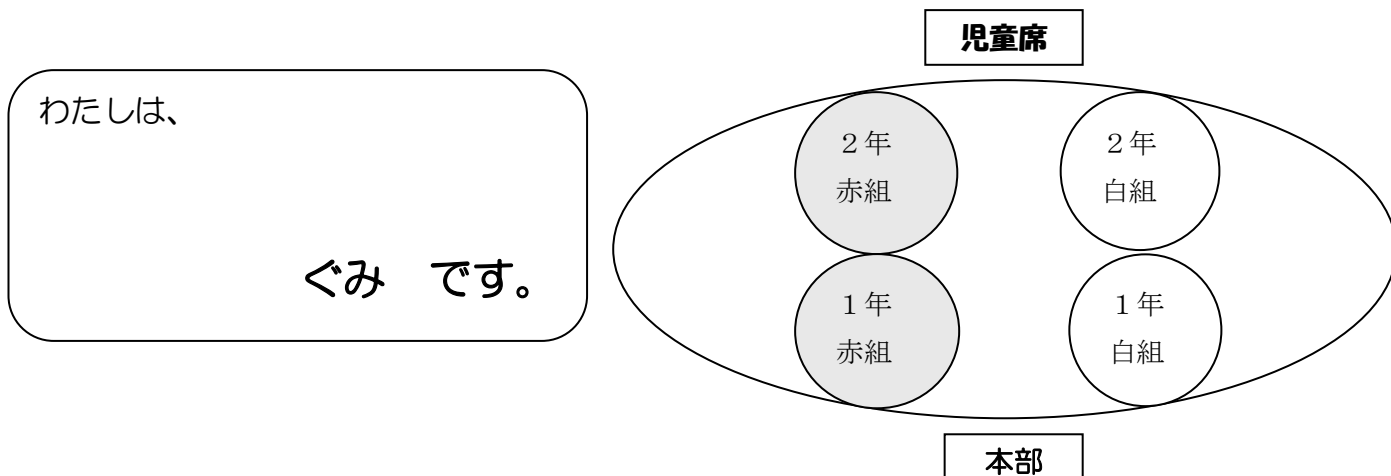 わたしは、
ぐみ　です。
児童席
２年
赤組
２年
白組
１年
赤組
１年
白組
本部